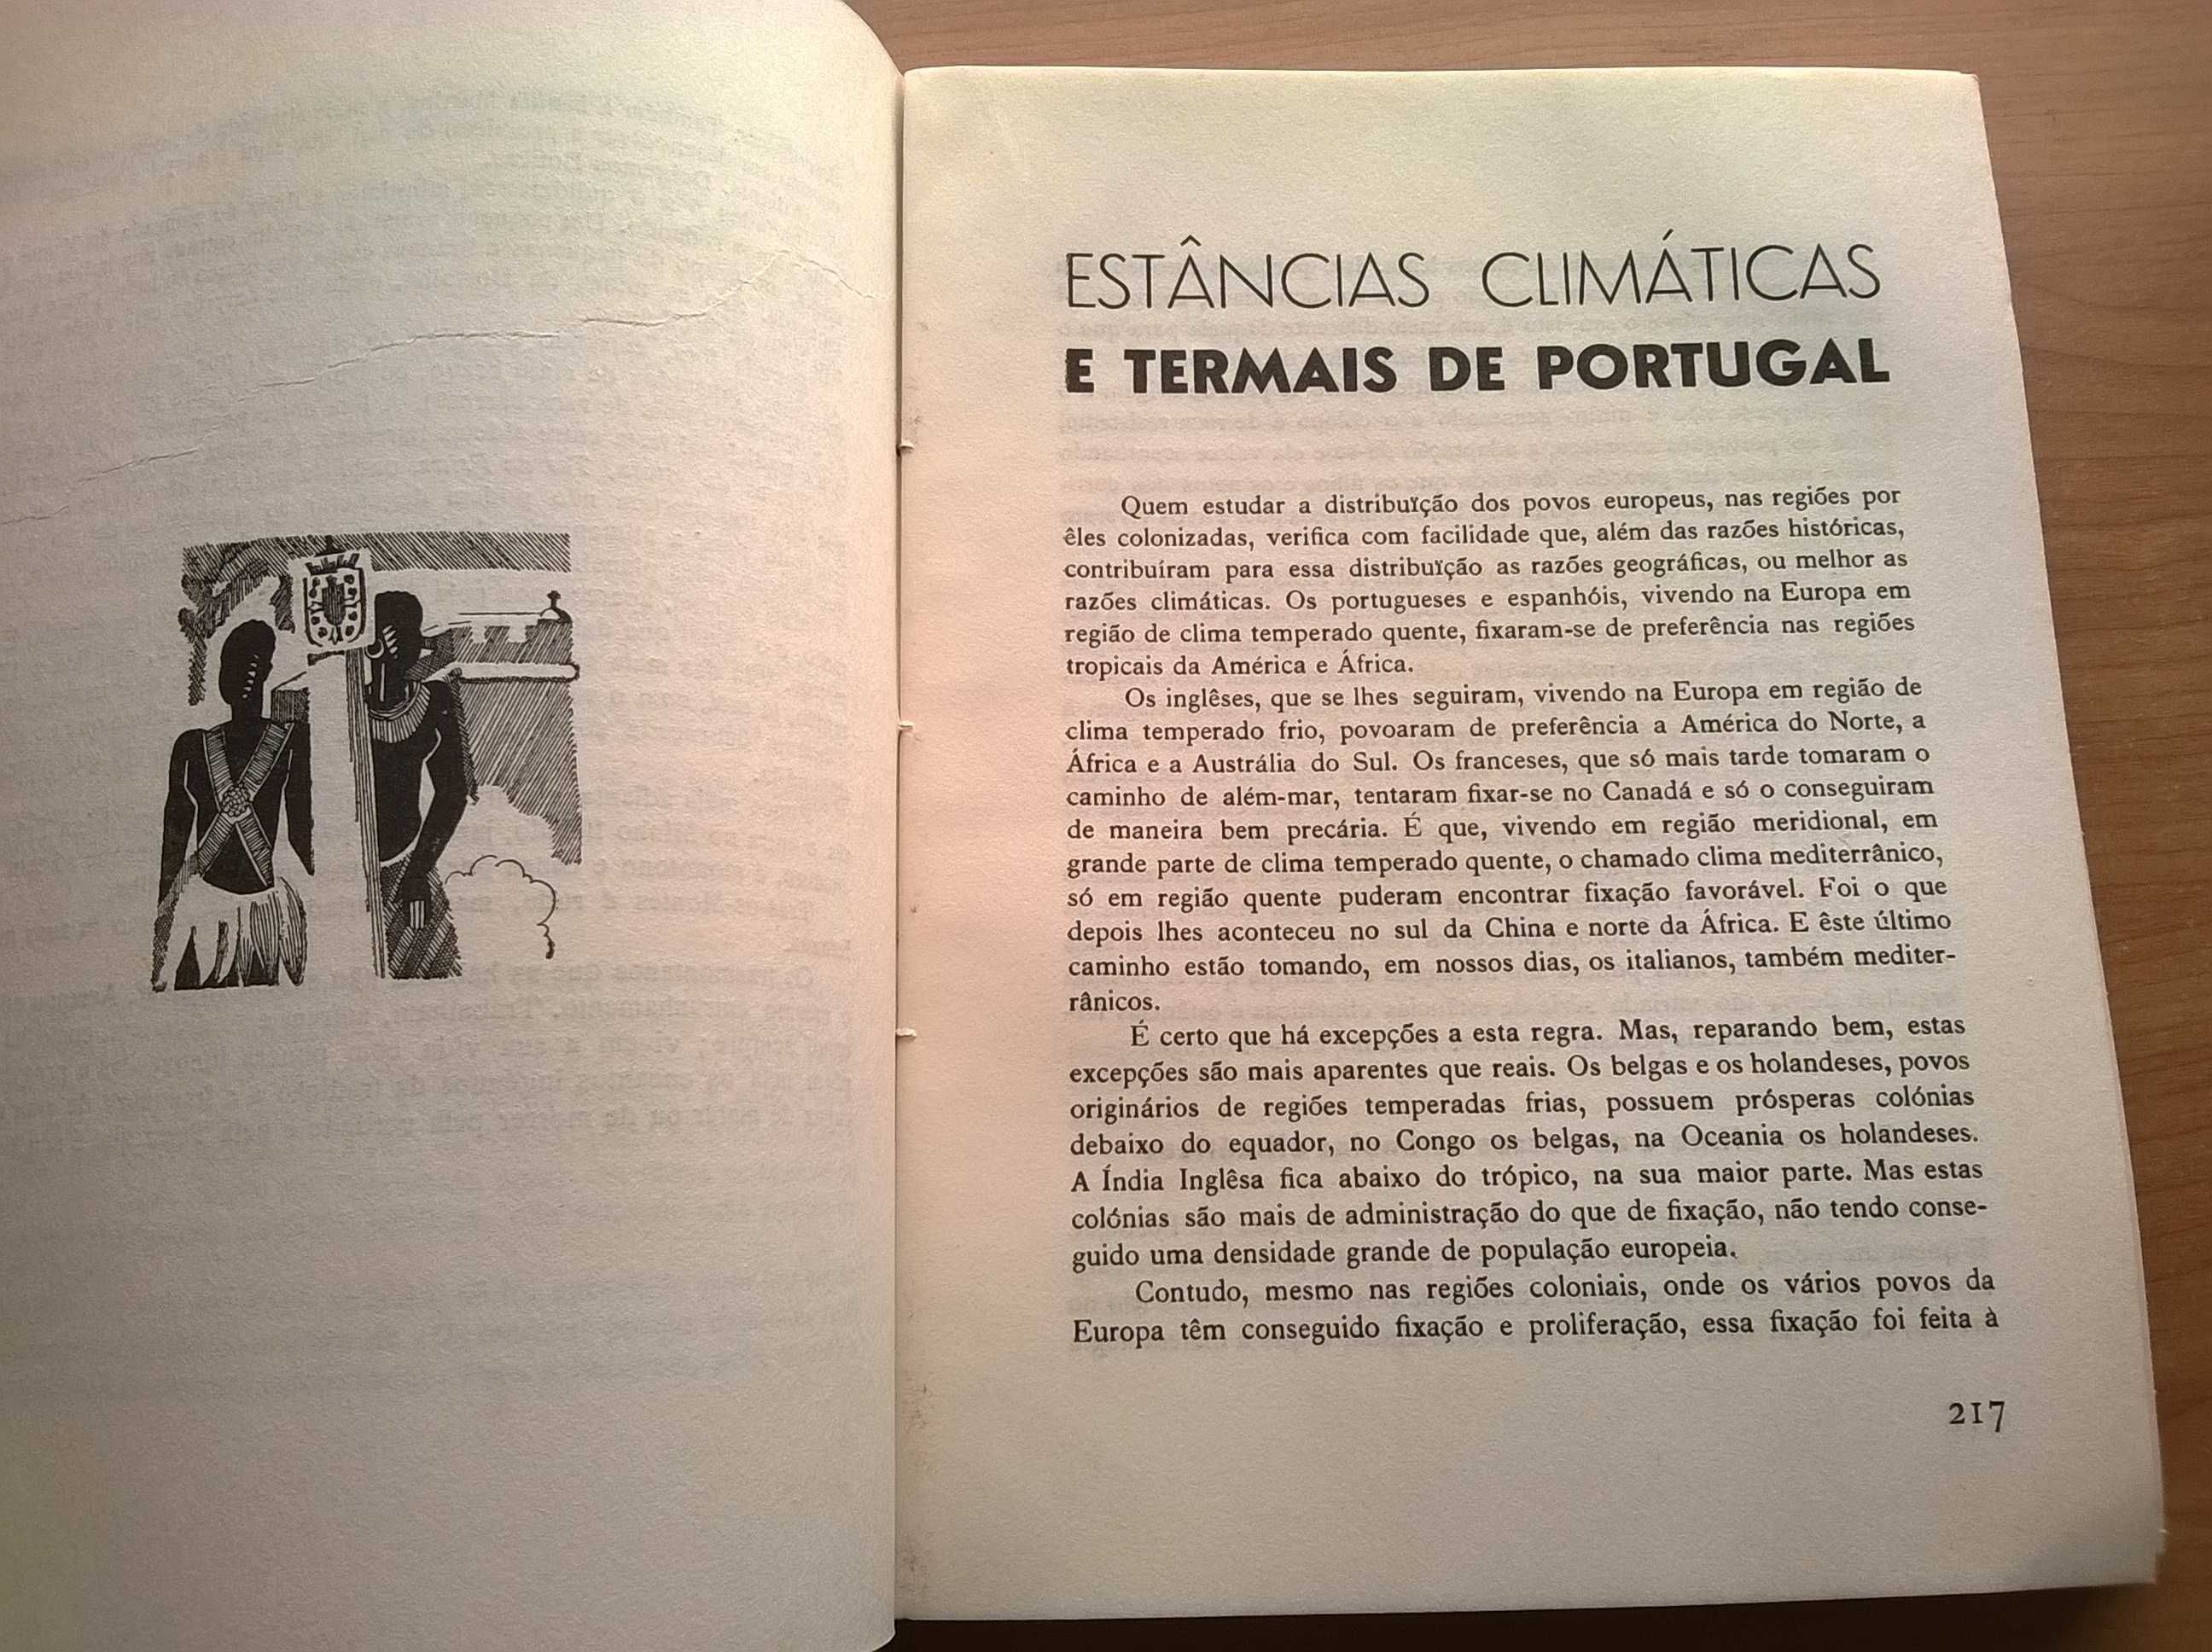 ESTÂNCIAS CLIMÁTICAS
E TERMAIS DE PORTUGAL
Quem estudar a distribuïção dos povos europeus, nas regiões por
êles colonizadas, verifica com facilidade que, além das razões históricas,
contribuíram para essa distribuïção as razões geográficas, ou melhor as
razões climáticas. Os portugueses e espanhóis, vivendo na Europa em
região de clima temperado quente, fixaram-se de preferência nas regiões
tropicais da América e África.
Os inglêses, que se lhes seguiram, vivendo na Europa em região de
clima temperado frio, povoaram de preferência a América do Norte, a
África e a Austrália do Sul. Os franceses, que só mais tarde tomaram o
caminho de além-mar, tentaram fixar-se no Canadá e só o conseguiram
de maneira bem precária. É que, vivendo em região meridional, em
grande parte de clima temperado quente, o chamado clima mediterrânico,
só em região quente puderam encontrar fixação favorável. Foi o que
depois lhes aconteceu no sul da China e norte da África. E êste último
caminho estão tomando, em nossos dias, os italianos, também mediter-
rânicos.
É certo que há excepções a esta regra. Mas, reparando bem, estas
excepções são mais aparentes que reais. Os belgas e os holandeses, povos
originários de regiões temperadas frias, possuem prósperas colónias
debaixo do equador, no Congo os belgas, na Oceania os holandeses.
A Índia Inglêsa fica abaixo do trópico, na sua maior parte. Mas estas
colónias são mais de administração do que de fixação, não tendo conse-
guido uma densidade grande de população europeia.
Contudo, mesmo nas regiões coloniais, onde os vários povos da
Europa têm conseguido fixação e proliferação, essa fixação foi feita à
217